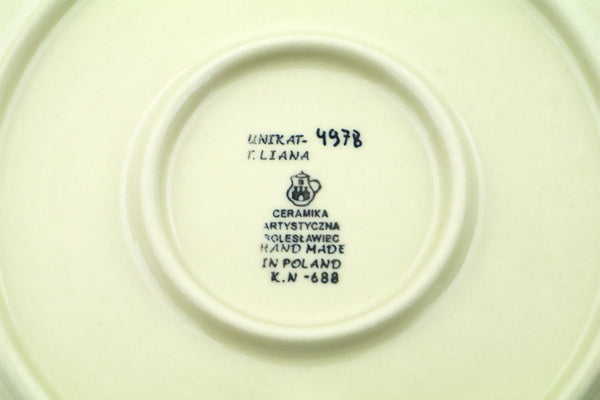 UNIKAT- 4978
T. LIANA
CERAMIKA
ARTYSTYCZNA
BOLESŁAWIEC
HAND MADE
IN POLAND
K.N -688